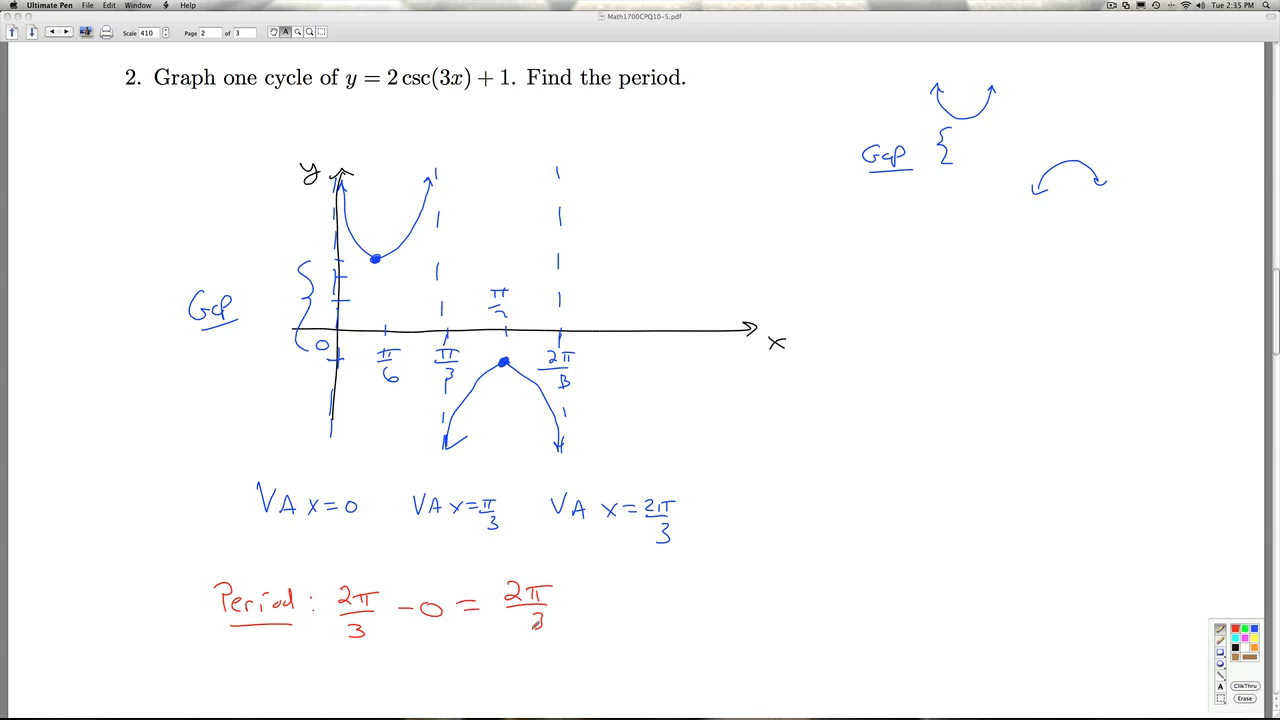 Ultimate Pen File Edit Window Help Tue 2:35 PM
Math1700CPQ10-5.pdf
Scale 410 Page 2 of 3
2. Graph one cycle of y = 2 csc(3x) + 1. Find the period.
Gap {
y
Gap {
π/2
0 π/6 π/3 2π/3
x
VA x=0 VA x=π/3 VA x=2π/3
Period: 2π/3 - 0 = 2π/3
A
ClkThru
Erase